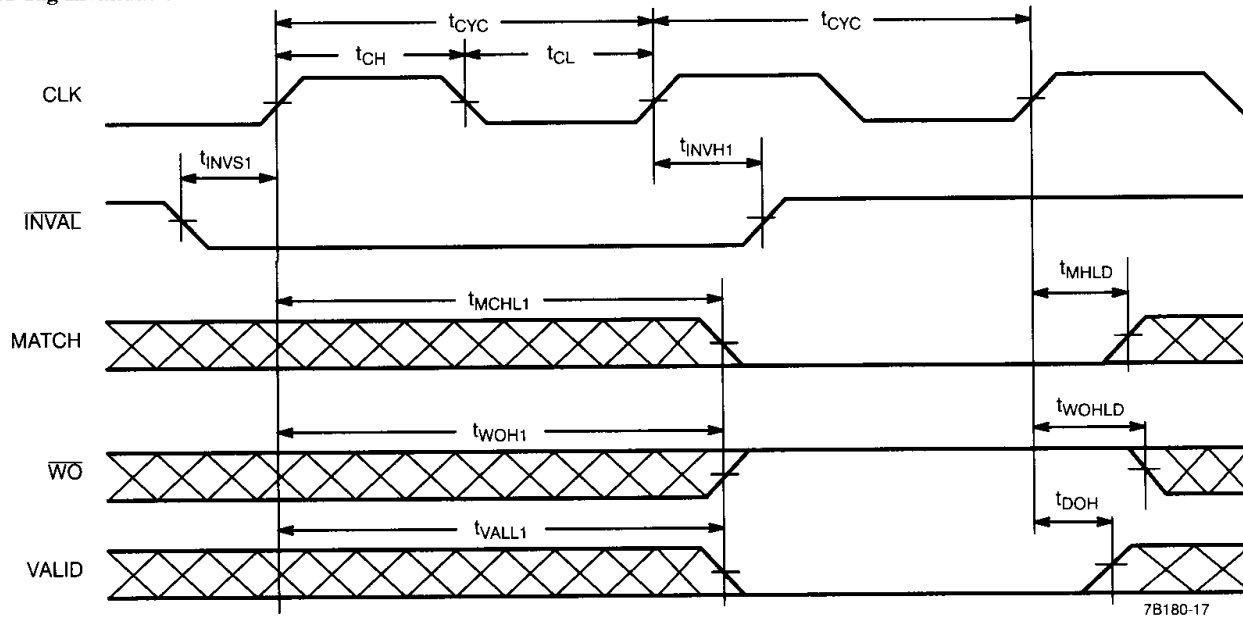 tCYC
tCYC
tCH
tCL
CLK
tINVS1
tINVH1
INVAL
tMCHL1
tMHLD
MATCH
tWOH1
tWOHLD
WO
tVALL1
tDOH
VALID
7B180-17